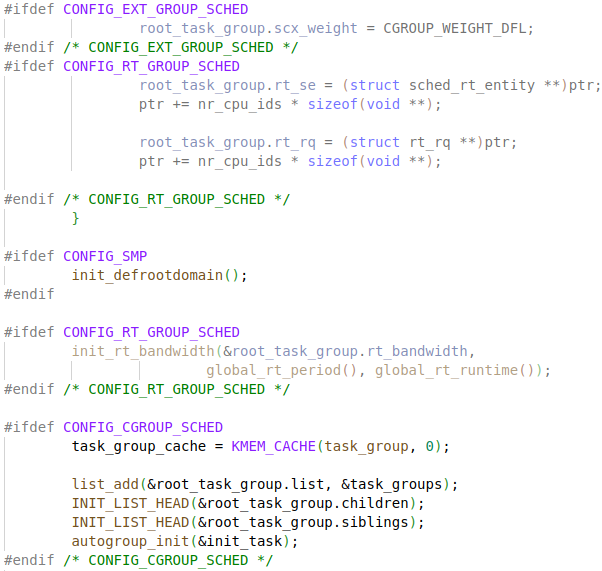 #ifdef CONFIG_EXT_GROUP_SCHED
                root_task_group.scx_weight = CGROUP_WEIGHT_DFL;
#endif /* CONFIG_EXT_GROUP_SCHED */
#ifdef CONFIG_RT_GROUP_SCHED
                root_task_group.rt_se = (struct sched_rt_entity **)ptr;
                ptr += nr_cpu_ids * sizeof(void **);

                root_task_group.rt_rq = (struct rt_rq **)ptr;
                ptr += nr_cpu_ids * sizeof(void **);

#endif /* CONFIG_RT_GROUP_SCHED */
        }

#ifdef CONFIG_SMP
        init_defrootdomain();
#endif

#ifdef CONFIG_RT_GROUP_SCHED
        init_rt_bandwidth(&root_task_group.rt_bandwidth,
                        global_rt_period(), global_rt_runtime());
#endif /* CONFIG_RT_GROUP_SCHED */

#ifdef CONFIG_CGROUP_SCHED
        task_group_cache = KMEM_CACHE(task_group, 0);

        list_add(&root_task_group.list, &task_groups);
        INIT_LIST_HEAD(&root_task_group.children);
        INIT_LIST_HEAD(&root_task_group.siblings);
        autogroup_init(&init_task);
#endif /* CONFIG_CGROUP_SCHED */